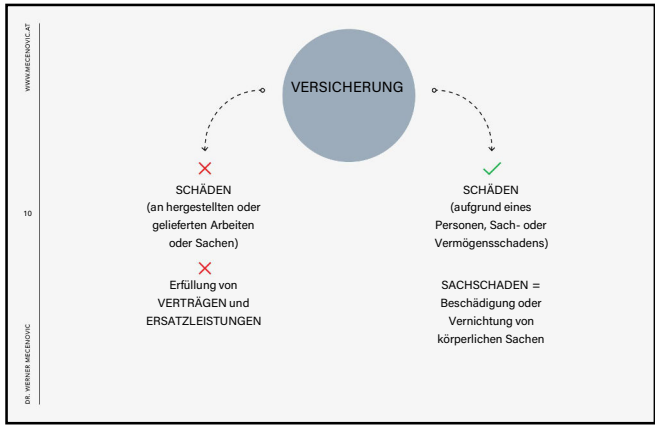 WWW.MECENOVIC.AT
10
DR. WERNER MECENOVIC
VERSICHERUNG
SCHÄDEN
(an hergestellten oder
gelieferten Arbeiten
oder Sachen)
Erfüllung von
VERTRÄGEN und
ERSATZLEISTUNGEN
SCHÄDEN
(aufgrund eines
Personen, Sach- oder
Vermögensschadens)
SACHSCHADEN =
Beschädigung oder
Vernichtung von
körperlichen Sachen